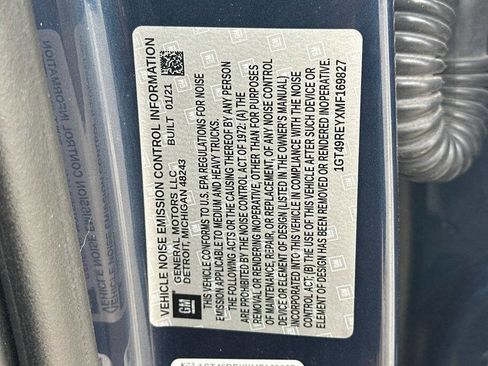 VEHICLE NOISE EMISSION CONTROL INFORMATION
GENERAL MOTORS LLC BUILT 01/21
DETROIT, MICHIGAN 48243
THIS VEHICLE CONFORMS TO U.S. EPA REGULATIONS FOR NOISE
EMISSION APPLICABLE TO MEDIUM AND HEAVY TRUCKS.
THE FOLLOWING ACTS OR THE CAUSING THEREOF BY ANY PERSON
ARE PROHIBITED BY THE NOISE CONTROL ACT OF 1972: (A) THE
REMOVAL OR RENDERING INOPERATIVE, OTHER THAN FOR PURPOSES
OF MAINTENANCE, REPAIR, OR REPLACEMENT, OF ANY NOISE CONTROL
DEVICE OR ELEMENT OF DESIGN (LISTED IN THE OWNER'S MANUAL)
INCORPORATED INTO THIS VEHICLE IN COMPLIANCE WITH THE NOISE
CONTROL ACT; (B) THE USE OF THIS VEHICLE AFTER SUCH DEVICE OR
ELEMENT OF DESIGN HAS BEEN REMOVED OR RENDERED INOPERATIVE.
1GT49REYXMF169827
GM